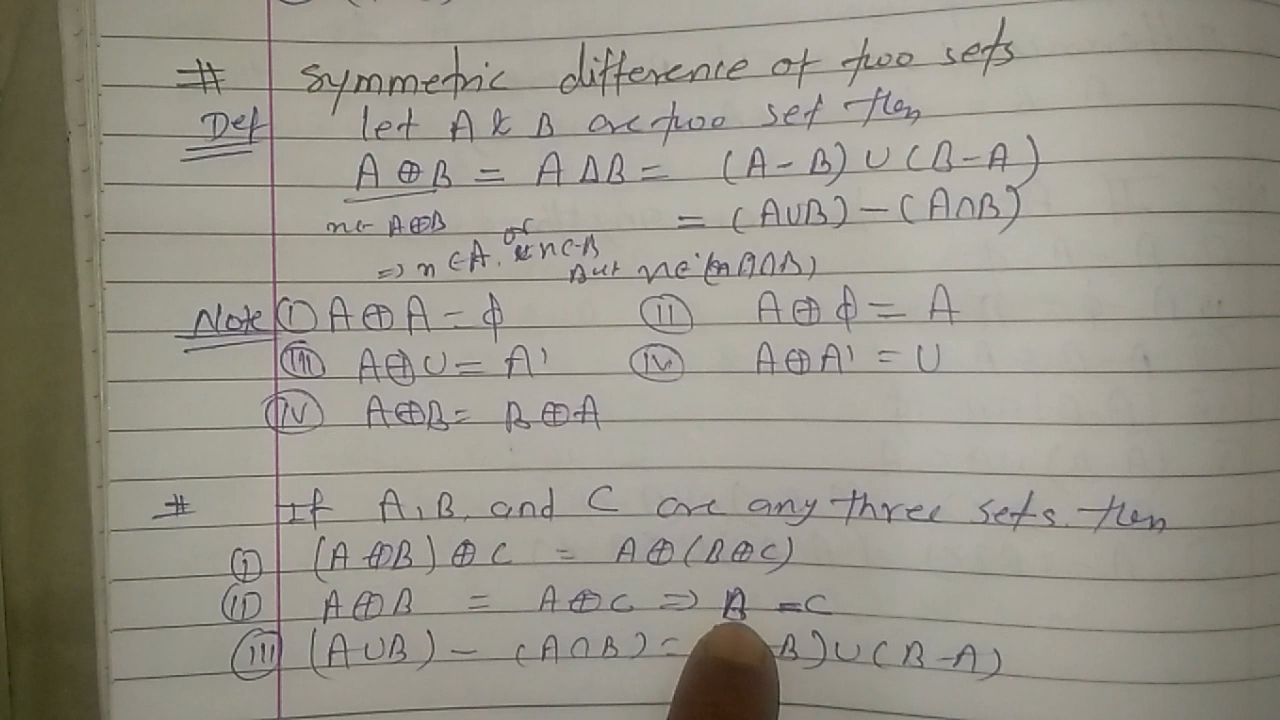 # Symmetric difference of two sets
Def let A & B are two set then
A ⊕ B = A Δ B = (A - B) ∪ (B - A)
= (A∪B) - (A∩B)
x∈ A⊕B
⇒ x ∈ A. or x∈B but x∈ (A∩B)
Note (i) A⊕A = ϕ (ii) A⊕ϕ = A
(iii) A⊕U = A' (iv) A⊕A' = U
(iv) A⊕B = B⊕A
# If A, B, and C are any three sets. then
(i) (A⊕B) ⊕ C = A⊕(B⊕C)
(ii) A⊕B = A⊕C ⇒ B = C
(iii) (A∪B) - (A∩B) = B)∪(B-A)